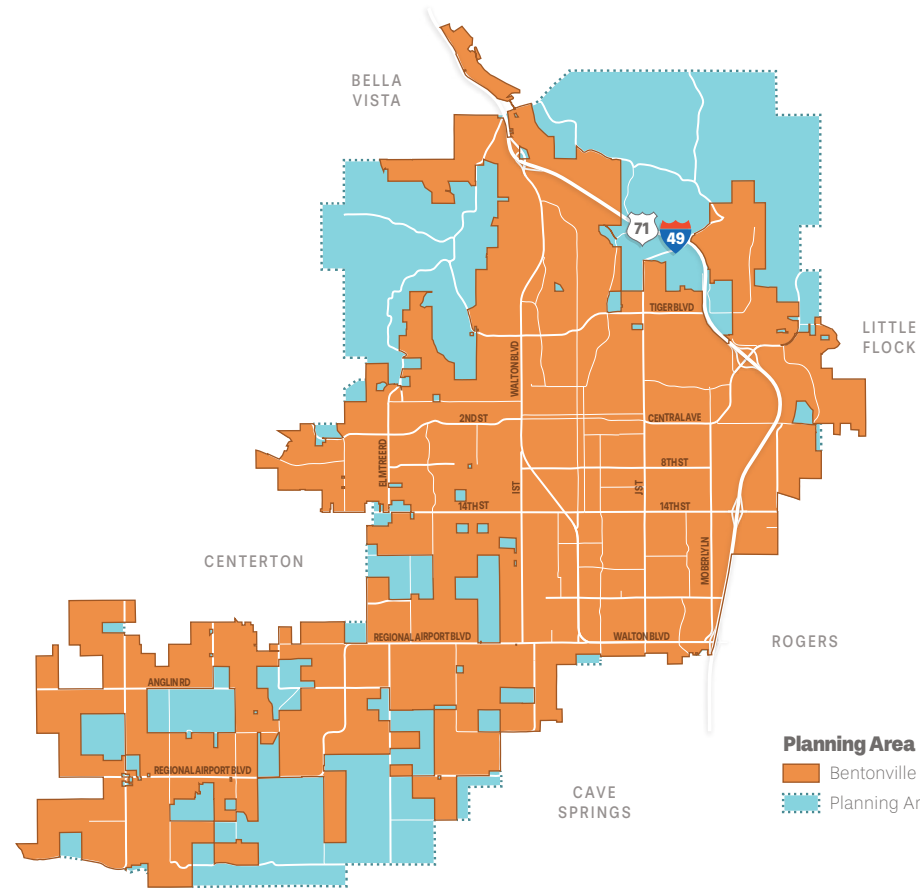 BELLA
VISTA
71
49
TIGER BLVD
LITTLE
FLOCK
WALTON BLVD
2ND ST
CENTRAL AVE
ELM TREE RD
8TH ST
I ST
J ST
14TH ST
14TH ST
CENTERTON
MOBERLY LN
REGIONAL AIRPORT BLVD
WALTON BLVD
ROGERS
ANGLIN RD
REGIONAL AIRPORT BLVD
CAVE
SPRINGS
Planning Area
Bentonville
Planning Ar